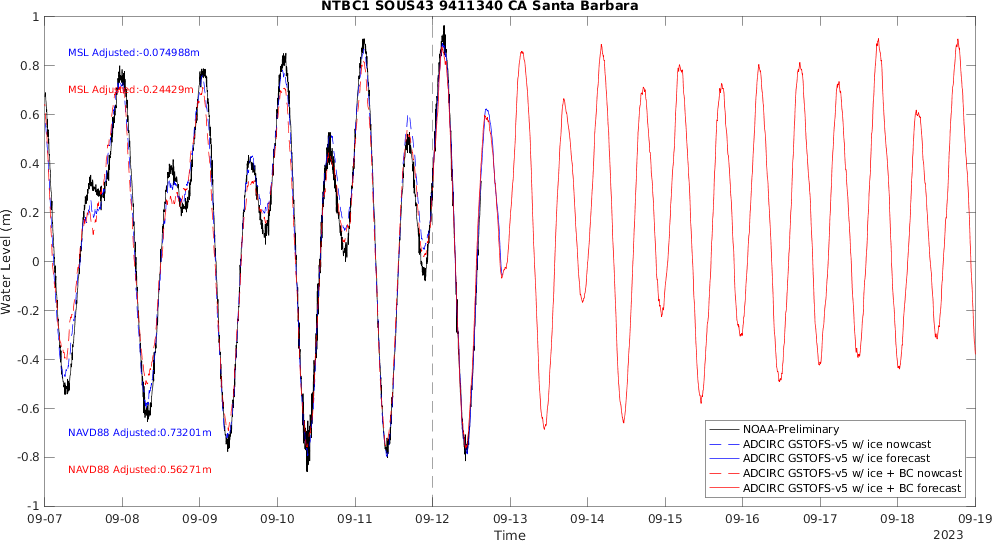 NTBC1 SOUS43 9411340 CA Santa Barbara
MSL Adjusted:-0.074988m
MSL Adjusted:-0.24429m
NAVD88 Adjusted:0.73201m
NAVD88 Adjusted:0.56271m
Water Level (m)
1
0.8
0.6
0.4
0.2
0
-0.2
-0.4
-0.6
-0.8
-1
NOAA-Preliminary
ADCIRC GSTOFS-v5 w/ ice nowcast
ADCIRC GSTOFS-v5 w/ ice forecast
ADCIRC GSTOFS-v5 w/ ice + BC nowcast
ADCIRC GSTOFS-v5 w/ ice + BC forecast
09-07 09-08 09-09 09-10 09-11 09-12 09-13 09-14 09-15 09-16 09-17 09-18 09-19
Time
2023